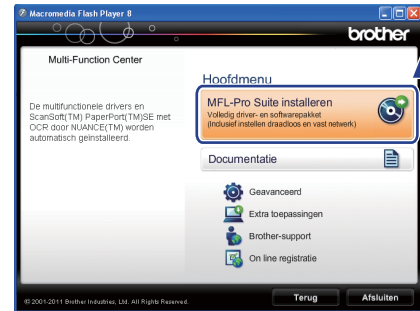 Macromedia Flash Player 8
brother
Multi-Function Center
De multifunctionele drivers en
ScanSoft(TM) PaperPort(TM)SE met
OCR door NUANCE(TM) worden
automatisch geïnstalleerd.
Hoofdmenu
MFL-Pro Suite installeren
Volledig driver- en softwarepakket
(Inclusief instellen draadloos en vast netwerk)
Documentatie
Geavanceerd
Extra toepassingen
Brother-support
On line registratie
© 2001-2011 Brother Industries, Ltd. All Rights Reserved.
Terug
Afsluiten